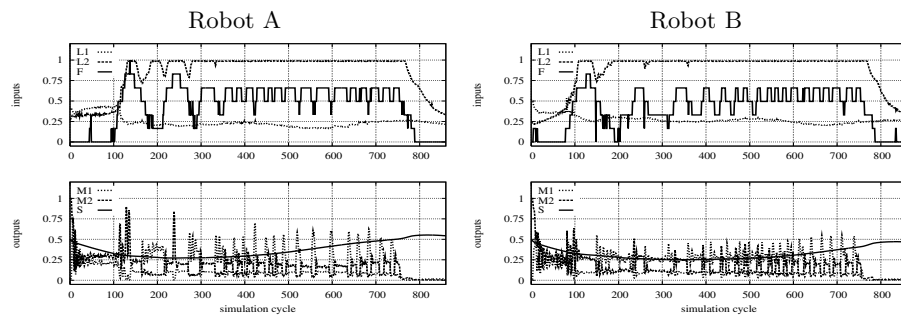 Robot A Robot B
L1 L1
L2 L2
F F
1 1
0.75 0.75
0.5 0.5
0.25 0.25
0 0
inputs inputs
0 100 200 300 400 500 600 700 800 0 100 200 300 400 500 600 700 800
M1 M1
M2 M2
S S
1 1
0.75 0.75
0.5 0.5
0.25 0.25
0 0
outputs outputs
0 100 200 300 400 500 600 700 800 0 100 200 300 400 500 600 700 800
simulation cycle simulation cycle